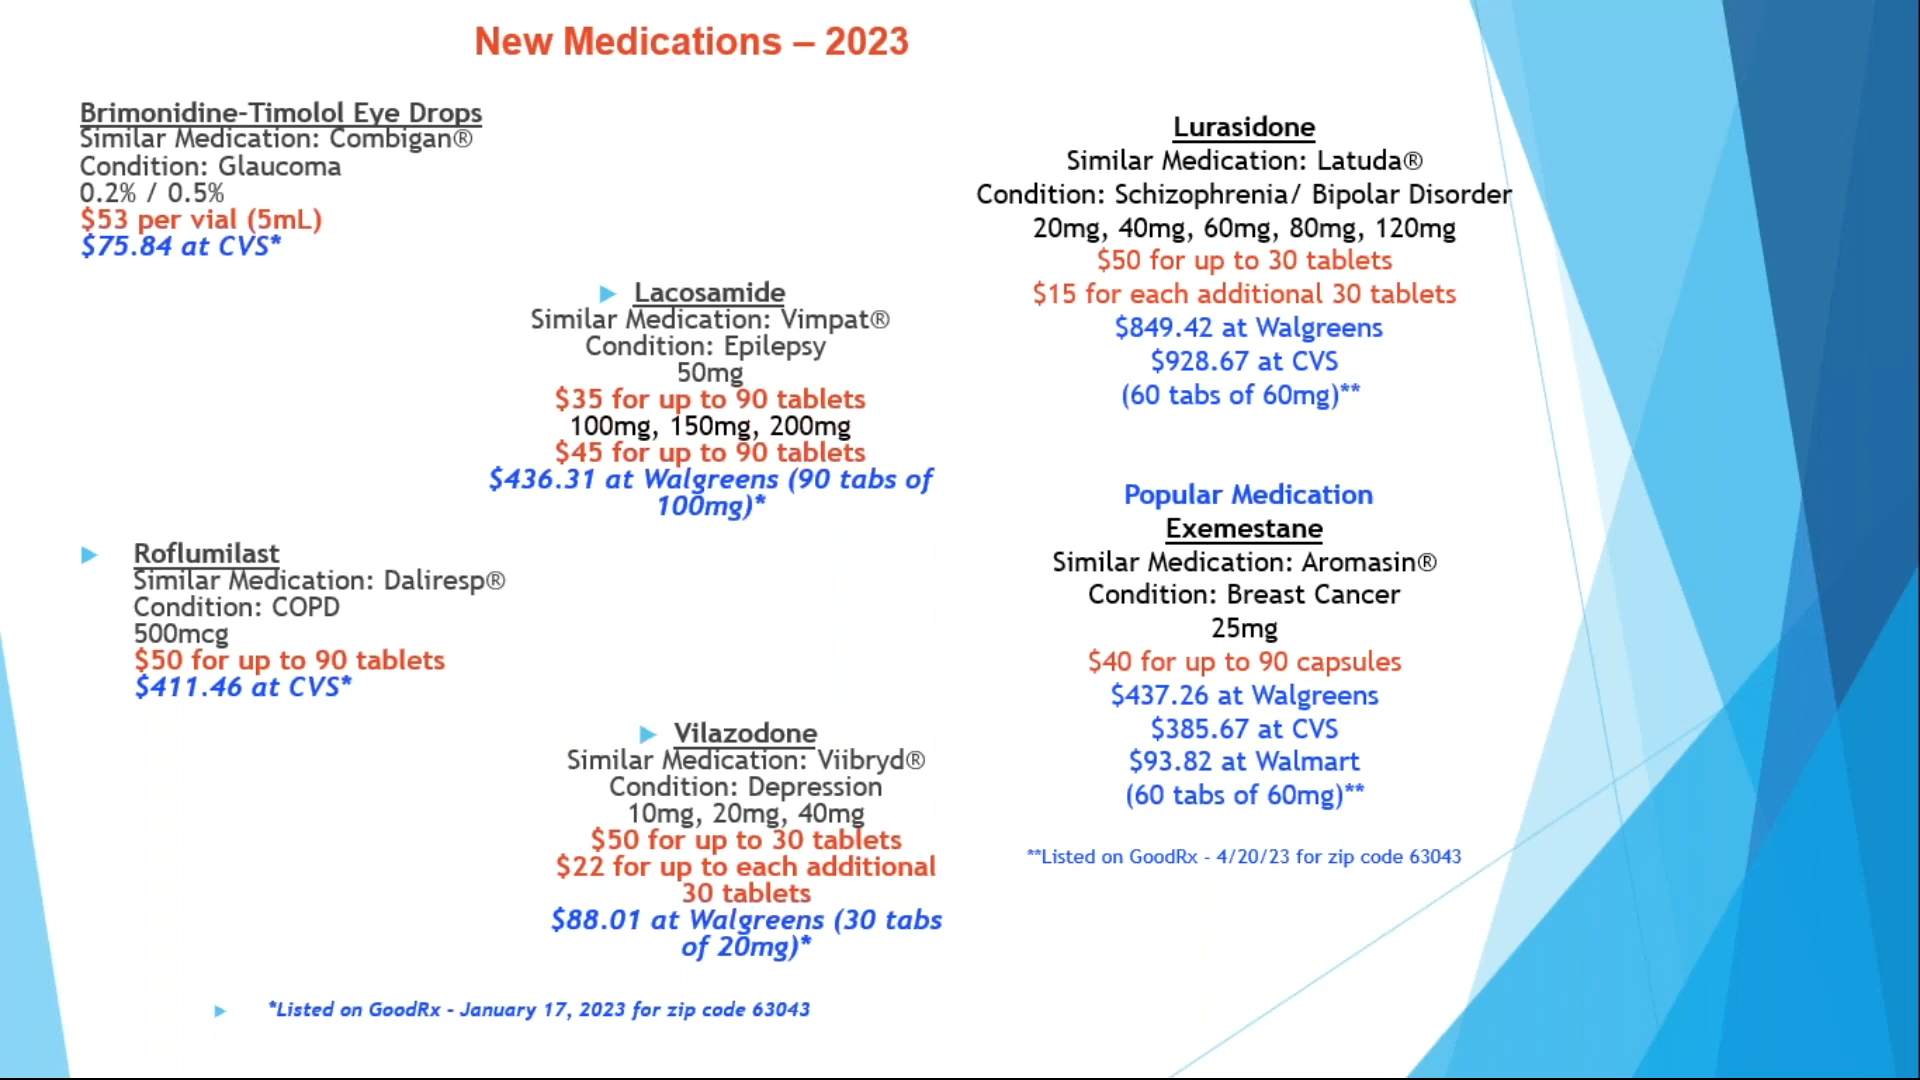 New Medications – 2023
Brimonidine-Timolol Eye Drops
Similar Medication: Combigan®
Condition: Glaucoma
0.2% / 0.5%
$53 per vial (5mL)
$75.84 at CVS*
Lacosamide
Similar Medication: Vimpat®
Condition: Epilepsy
50mg
$35 for up to 90 tablets
100mg, 150mg, 200mg
$45 for up to 90 tablets
$436.31 at Walgreens (90 tabs of
100mg)*
Roflumilast
Similar Medication: Daliresp®
Condition: COPD
500mcg
$50 for up to 90 tablets
$411.46 at CVS*
Vilazodone
Similar Medication: Viibryd®
Condition: Depression
10mg, 20mg, 40mg
$50 for up to 30 tablets
$22 for up to each additional
30 tablets
$88.01 at Walgreens (30 tabs
of 20mg)*
*Listed on GoodRx - January 17, 2023 for zip code 63043
Lurasidone
Similar Medication: Latuda®
Condition: Schizophrenia/ Bipolar Disorder
20mg, 40mg, 60mg, 80mg, 120mg
$50 for up to 30 tablets
$15 for each additional 30 tablets
$849.42 at Walgreens
$928.67 at CVS
(60 tabs of 60mg)**
Popular Medication
Exemestane
Similar Medication: Aromasin®
Condition: Breast Cancer
25mg
$40 for up to 90 capsules
$437.26 at Walgreens
$385.67 at CVS
$93.82 at Walmart
(60 tabs of 60mg)**
**Listed on GoodRx - 4/20/23 for zip code 63043